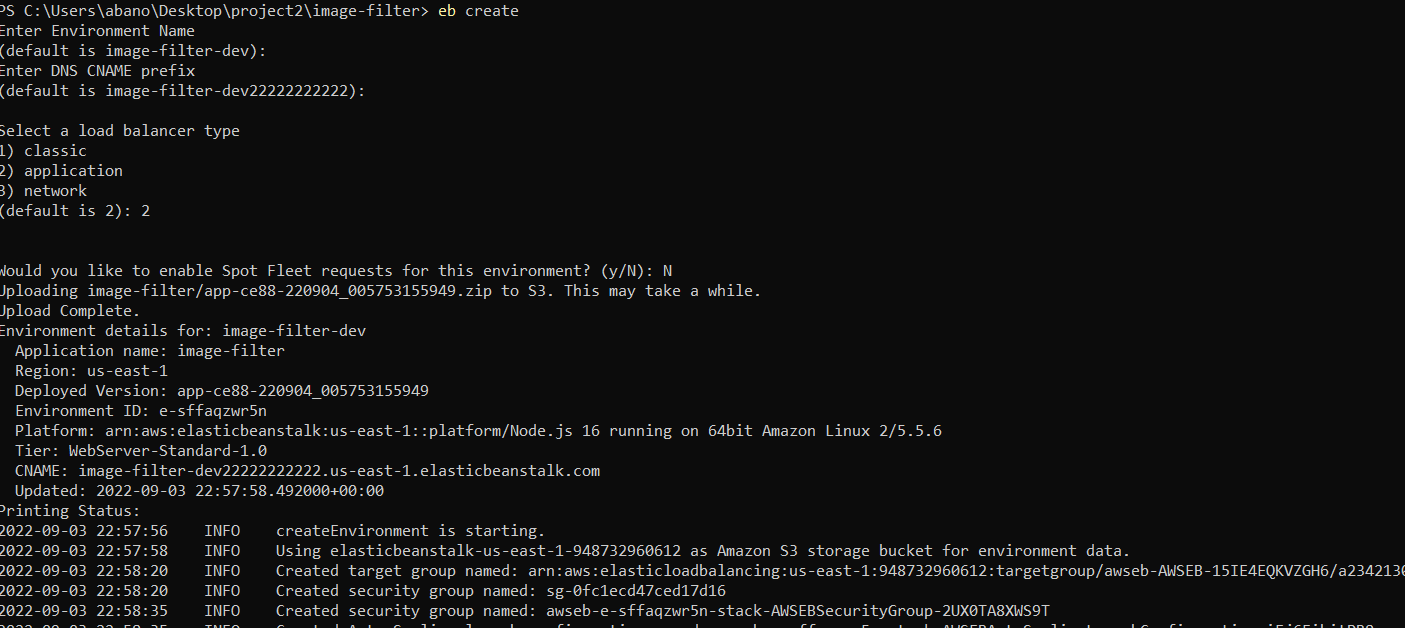 PS C:\Users\abano\Desktop\project2\image-filter> eb create
Enter Environment Name
(default is image-filter-dev):
Enter DNS CNAME prefix
(default is image-filter-dev22222222222):
Select a load balancer type
1) classic
2) application
3) network
(default is 2): 2
Would you like to enable Spot Fleet requests for this environment? (y/N): N
Uploading image-filter/app-ce88-220904_005753155949.zip to S3. This may take a while.
Upload Complete.
Environment details for: image-filter-dev
  Application name: image-filter
  Region: us-east-1
  Deployed Version: app-ce88-220904_005753155949
  Environment ID: e-sffaqzwr5n
  Platform: arn:aws:elasticbeanstalk:us-east-1::platform/Node.js 16 running on 64bit Amazon Linux 2/5.5.6
  Tier: WebServer-Standard-1.0
  CNAME: image-filter-dev22222222222.us-east-1.elasticbeanstalk.com
  Updated: 2022-09-03 22:57:58.492000+00:00
Printing Status:
2022-09-03 22:57:56    INFO    createEnvironment is starting.
2022-09-03 22:57:58    INFO    Using elasticbeanstalk-us-east-1-948732960612 as Amazon S3 storage bucket for environment data.
2022-09-03 22:58:20    INFO    Created target group named: arn:aws:elasticloadbalancing:us-east-1:948732960612:targetgroup/awseb-AWSEB-15IE4EQKVZGH6/a2342130
2022-09-03 22:58:20    INFO    Created security group named: sg-0fc1ecd47ced17d16
2022-09-03 22:58:35    INFO    Created security group named: awseb-e-sffaqzwr5n-stack-AWSEBSecurityGroup-2UX0TA8XWS9T